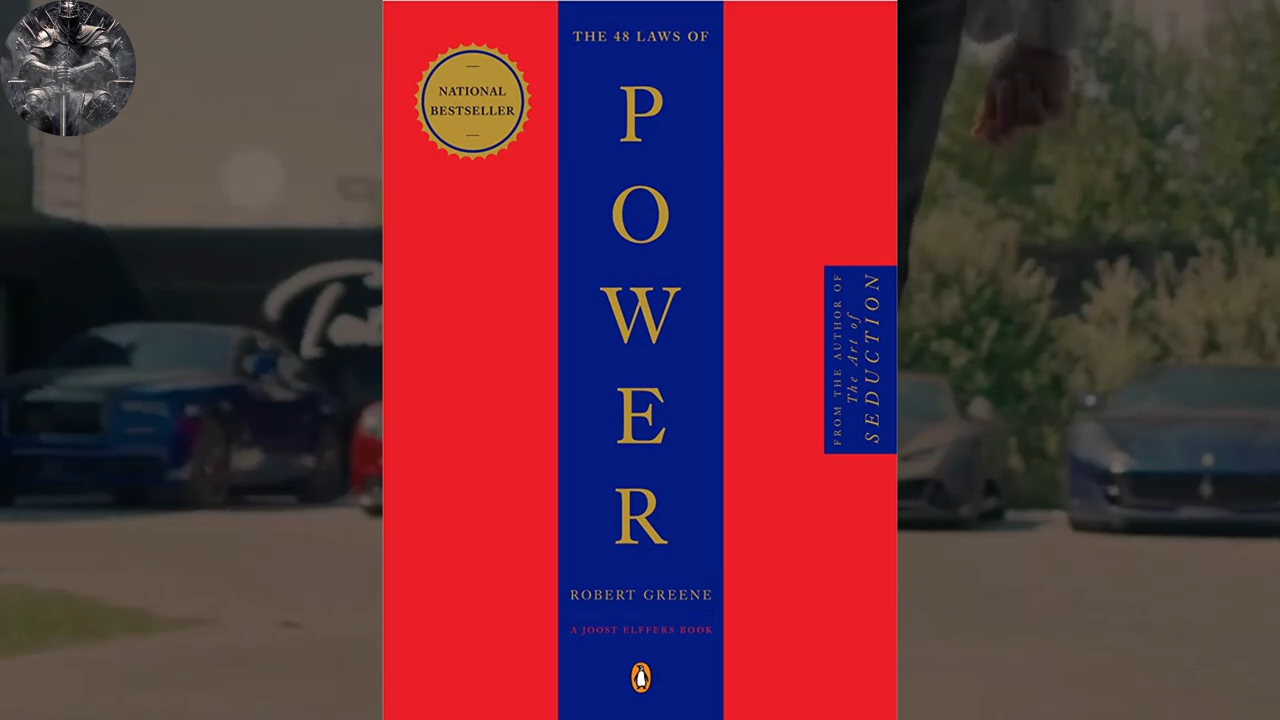 THE 48 LAWS OF
NATIONAL
BESTSELLER
POWER
FROM THE AUTHOR OF
The Art of
SEDUCTION
ROBERT GREENE
A JOOST ELFFERS BOOK